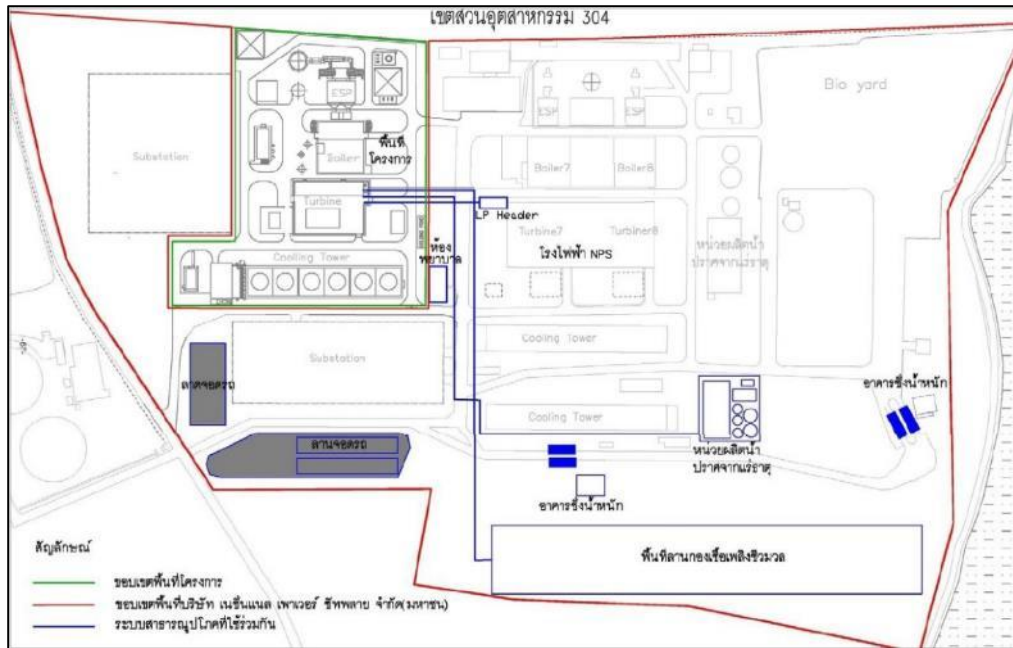 เขตสวนอุตสาหกรรม 304
Bio yard
ESP
ESP
ESP
Substation
Boiler
พื้นที่
โครงการ
Boiler7
Boiler8
Turbine
LP Header
Turbine7
Turbine8
โรงไฟฟ้า NPS
หน่วยผลิตน้ำ
ปราศจากแร่ธาตุ
ห้อง
พยาบาล
Cooling Tower
Substation
Cooling Tower
ลานจอดรถ
Cooling Tower
อาคารชั่งน้ำหนัก
ลานจอดรถ
หน่วยผลิตน้ำ
ปราศจากแร่ธาตุ
อาคารชั่งน้ำหนัก
พื้นที่ลานกองเชื้อเพลิงชีวมวล
สัญลักษณ์
ขอบเขตพื้นที่โครงการ
ขอบเขตพื้นที่บริษัท เนชั่นแนล เพาเวอร์ ซัพพลาย จำกัด(มหาชน)
ระบบสาธารณูปโภคที่ใช้ร่วมกัน